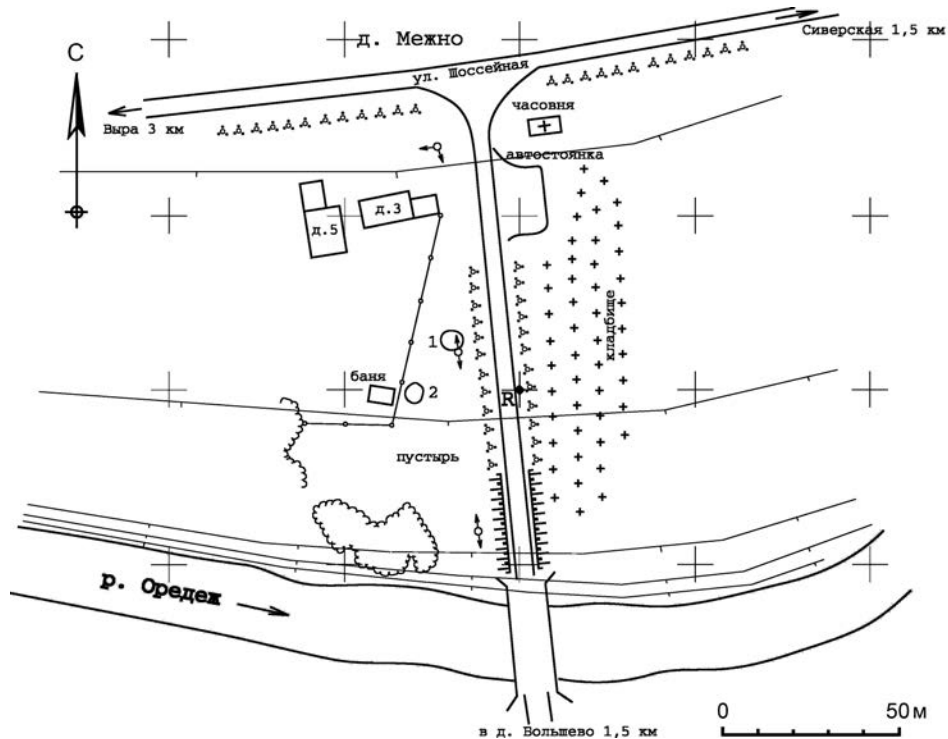 д. Межно
Сиверская 1,5 км
С
ул. Шоссейная
часовня
Выра 3 км
автостоянка
д.3
д.5
кладбище
1
баня
2
R
пустырь
р. Оредеж
0 50 м
в д. Большево 1,5 км